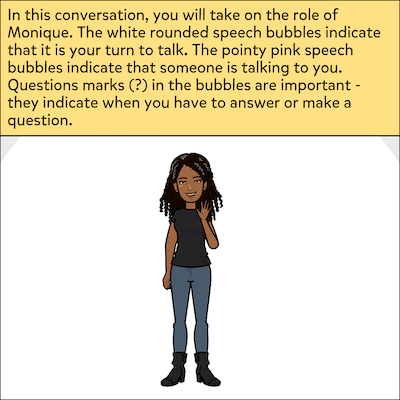 In this conversation, you will take on the role of
Monique. The white rounded speech bubbles indicate
that it is your turn to talk. The pointy pink speech
bubbles indicate that someone is talking to you.
Questions marks (?) in the bubbles are important -
they indicate when you have to answer or make a
question.